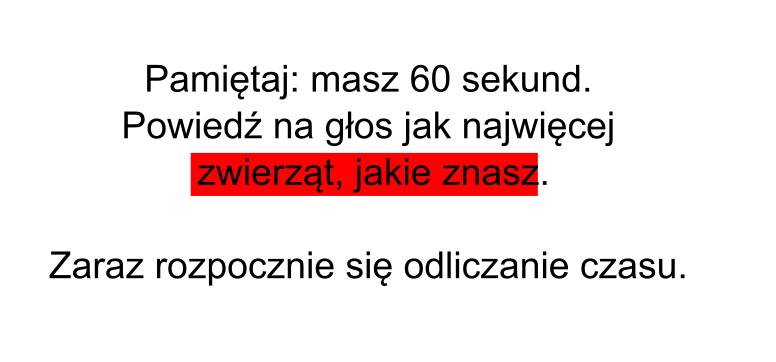 Pamiętaj: masz 60 sekund.
Powiedź na głos jak najwięcej
zwierząt, jakie znasz.
Zaraz rozpocznie się odliczanie czasu.